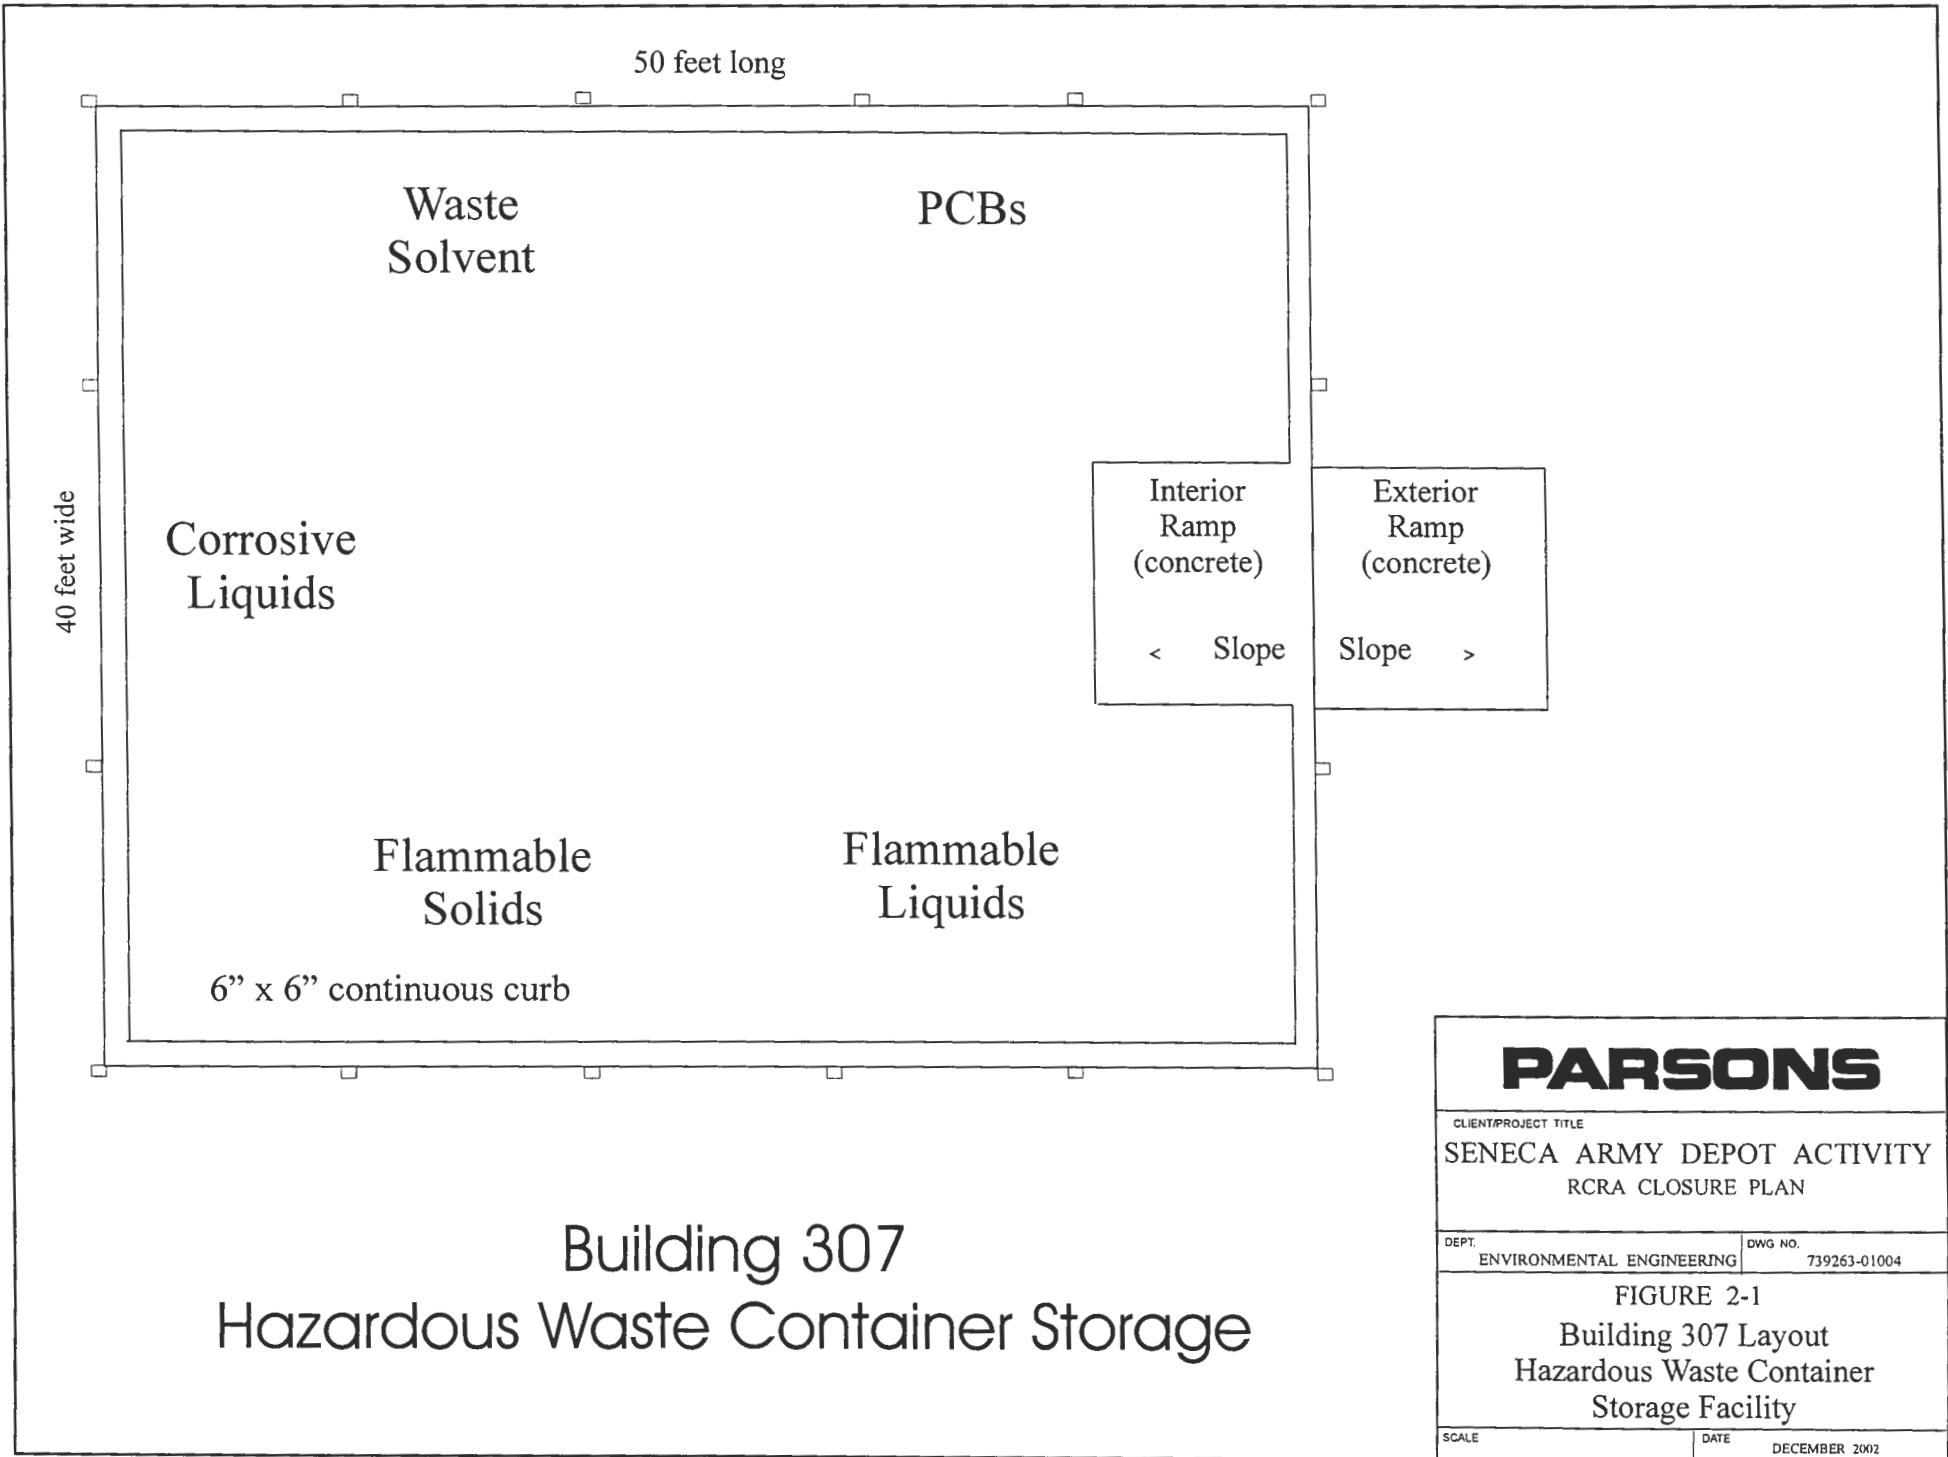 50 feet long
Waste
Solvent
PCBs
40 feet wide
Corrosive
Liquids
Interior
Ramp
(concrete)
< Slope
Exterior
Ramp
(concrete)
Slope >
Flammable
Solids
Flammable
Liquids
6” x 6” continuous curb
Building 307
Hazardous Waste Container Storage
PARSONS
CLIENT/PROJECT TITLE
SENECA ARMY DEPOT ACTIVITY
RCRA CLOSURE PLAN
DEPT.
ENVIRONMENTAL ENGINEERING
DWG NO.
739263-01004
FIGURE 2-1
Building 307 Layout
Hazardous Waste Container
Storage Facility
SCALE
DATE
DECEMBER 2002